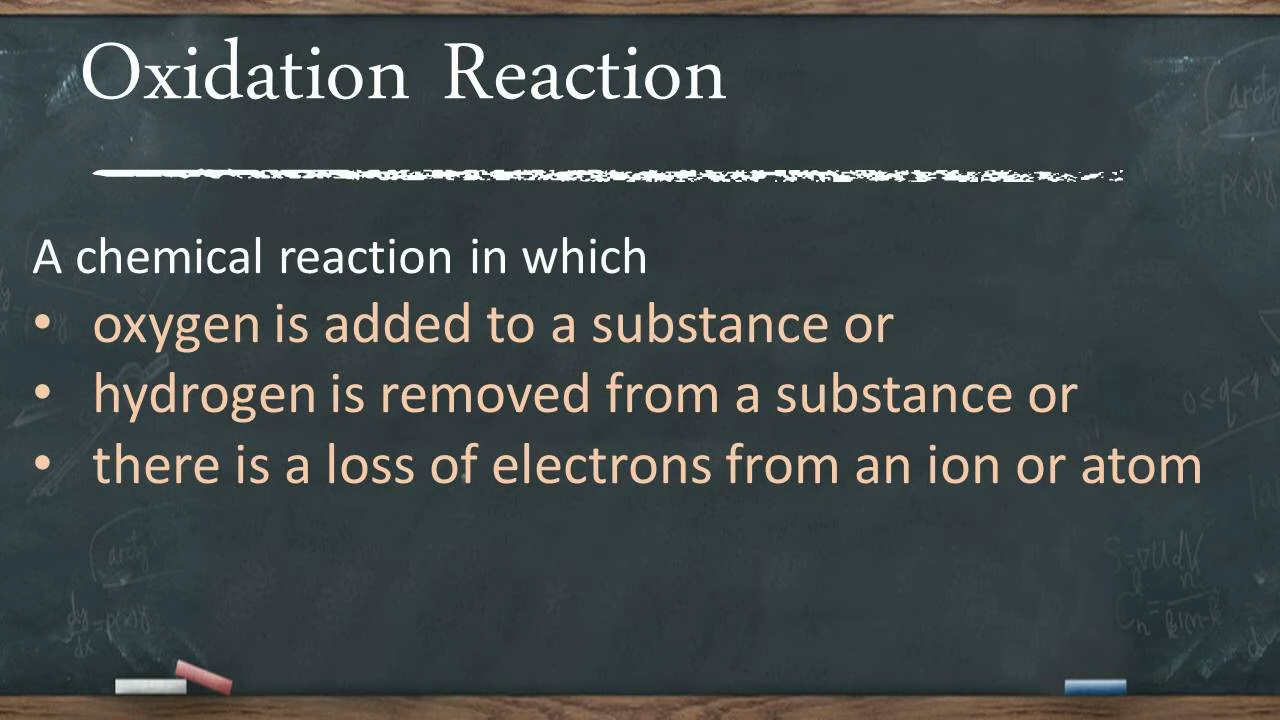 Oxidation Reaction
A chemical reaction in which
• oxygen is added to a substance or
• hydrogen is removed from a substance or
• there is a loss of electrons from an ion or atom